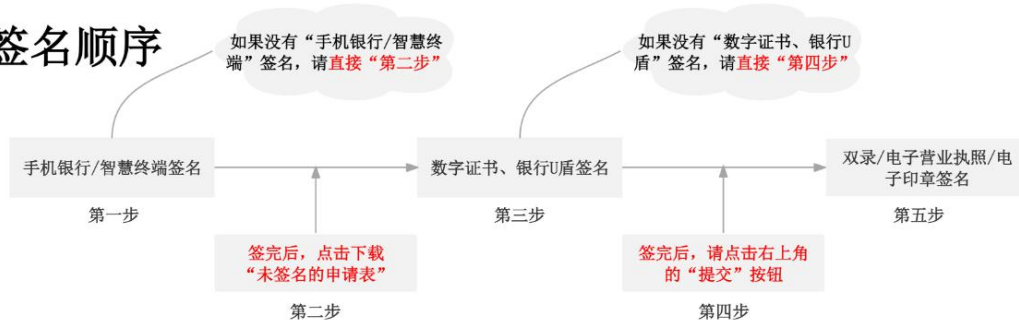 签名顺序
如果没有“手机银行/智慧终
端”签名，请直接“第二步”
如果没有“数字证书、银行U
盾”签名，请直接“第四步”
手机银行/智慧终端签名
数字证书、银行U盾签名
双录/电子营业执照/电
子印章签名
第一步
第三步
第五步
签完后，点击下载
“未签名的申请表”
签完后，请点击右上角
的“提交”按钮
第二步
第四步